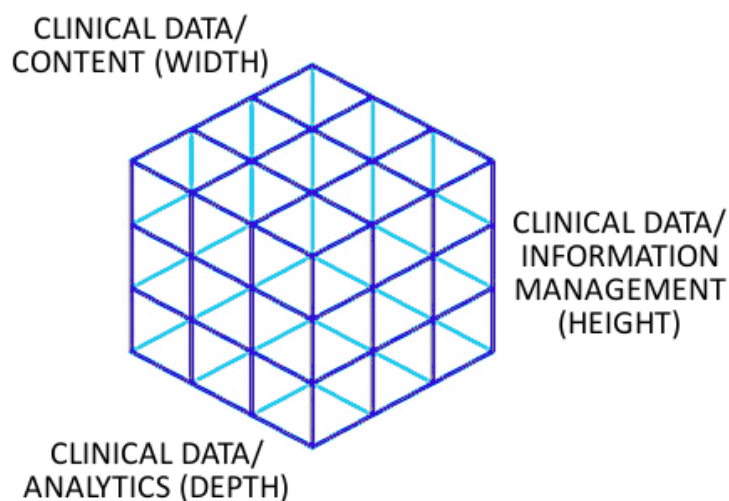 CLINICAL DATA/
CONTENT (WIDTH)
CLINICAL DATA/
INFORMATION
MANAGEMENT
(HEIGHT)
CLINICAL DATA/
ANALYTICS (DEPTH)